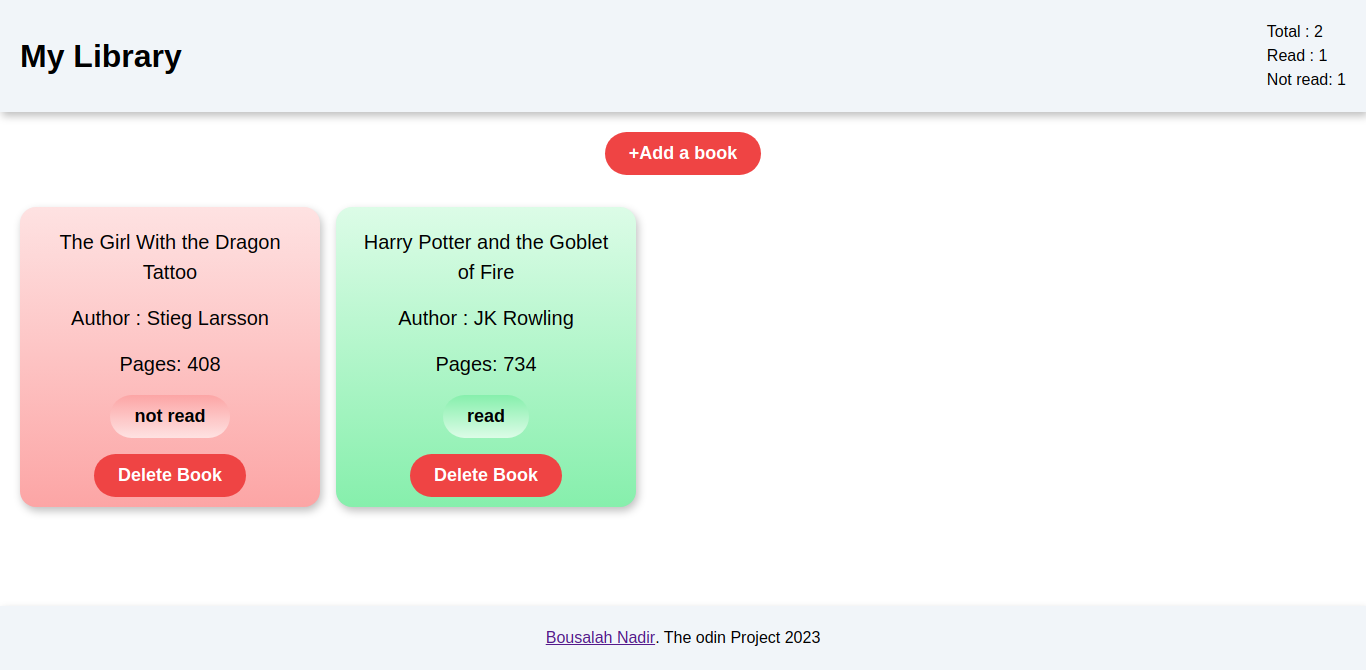 My Library
Total : 2
Read : 1
Not read: 1
+Add a book
The Girl With the Dragon
Tattoo
Author : Stieg Larsson
Pages: 408
not read
Delete Book
Harry Potter and the Goblet
of Fire
Author : JK Rowling
Pages: 734
read
Delete Book
Bousalah Nadir. The odin Project 2023